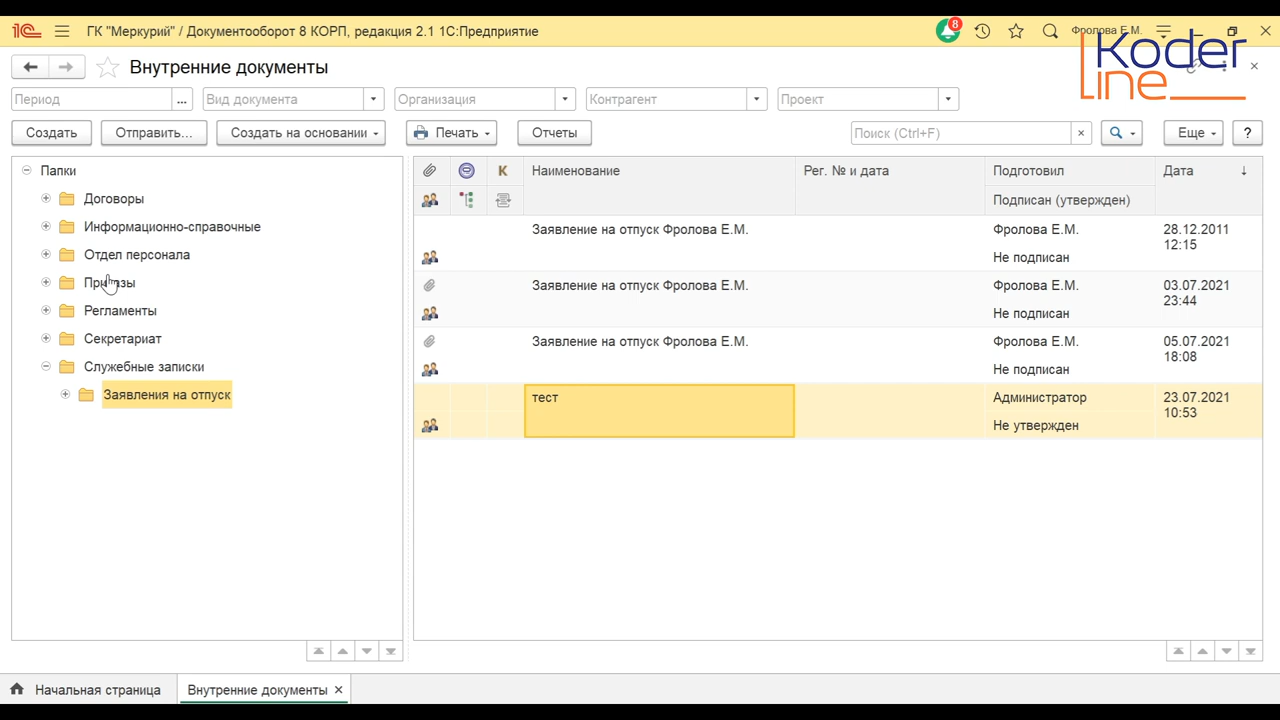 ГК "Меркурий" / Документооборот 8 КОРП, редакция 2.1 1С:Предприятие
8
Фролова Е.М.
Koder line
Внутренние документы
Период ... Вид документа Организация Контрагент Проект
Создать Отправить... Создать на основании Печать Отчеты Поиск (Ctrl+F) × Еще ?
Папки
Договоры
Информационно-справочные
Отдел персонала
Регламенты
Секретариат
Служебные записки
Заявления на отпуск
К Наименование Рег. № и дата Подготовил Дата ↓
Подписан (утвержден)
Заявление на отпуск Фролова Е.М. Фролова Е.М. 28.12.2011
12:15
Не подписан
Заявление на отпуск Фролова Е.М. Фролова Е.М. 03.07.2021
23:44
Не подписан
Заявление на отпуск Фролова Е.М. Фролова Е.М. 05.07.2021
18:08
Не подписан
тест Администратор 23.07.2021
10:53
Не утвержден
Начальная страница Внутренние документы ×